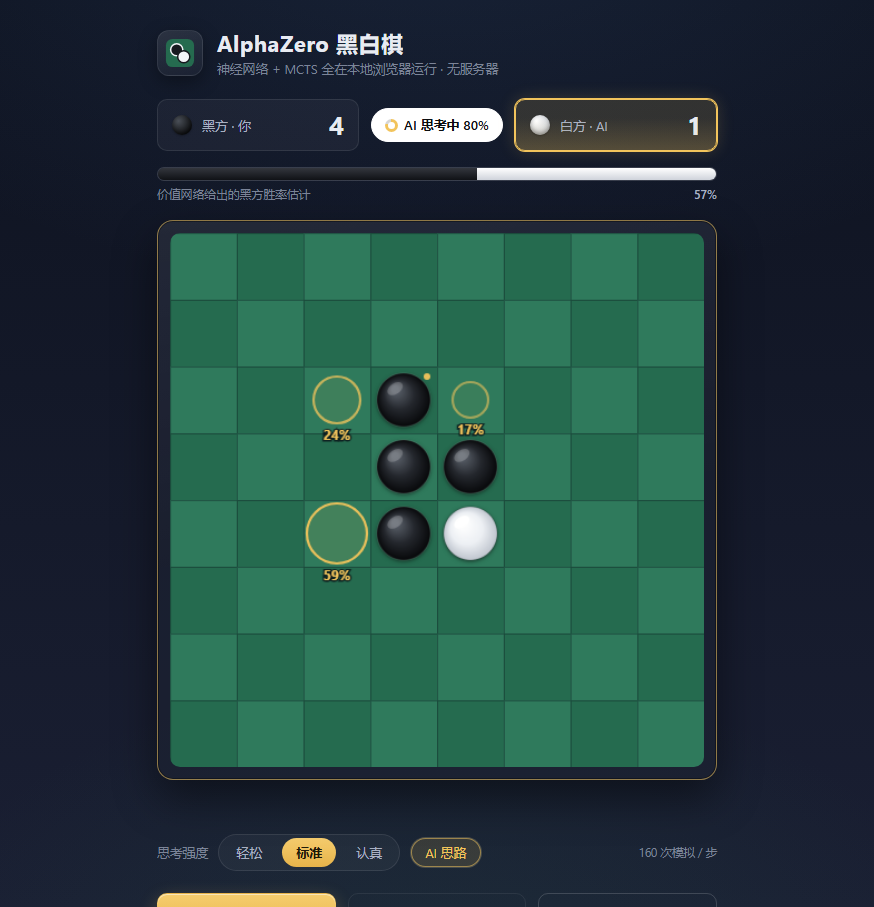 AlphaZero 黑白棋
神经网络 + MCTS 全在本地浏览器运行 · 无服务器
黑方 · 你
4
AI 思考中 80%
白方 · AI
1
价值网络给出的黑方胜率估计
57%
24%
17%
59%
思考强度
轻松
标准
认真
AI 思路
160 次模拟 / 步